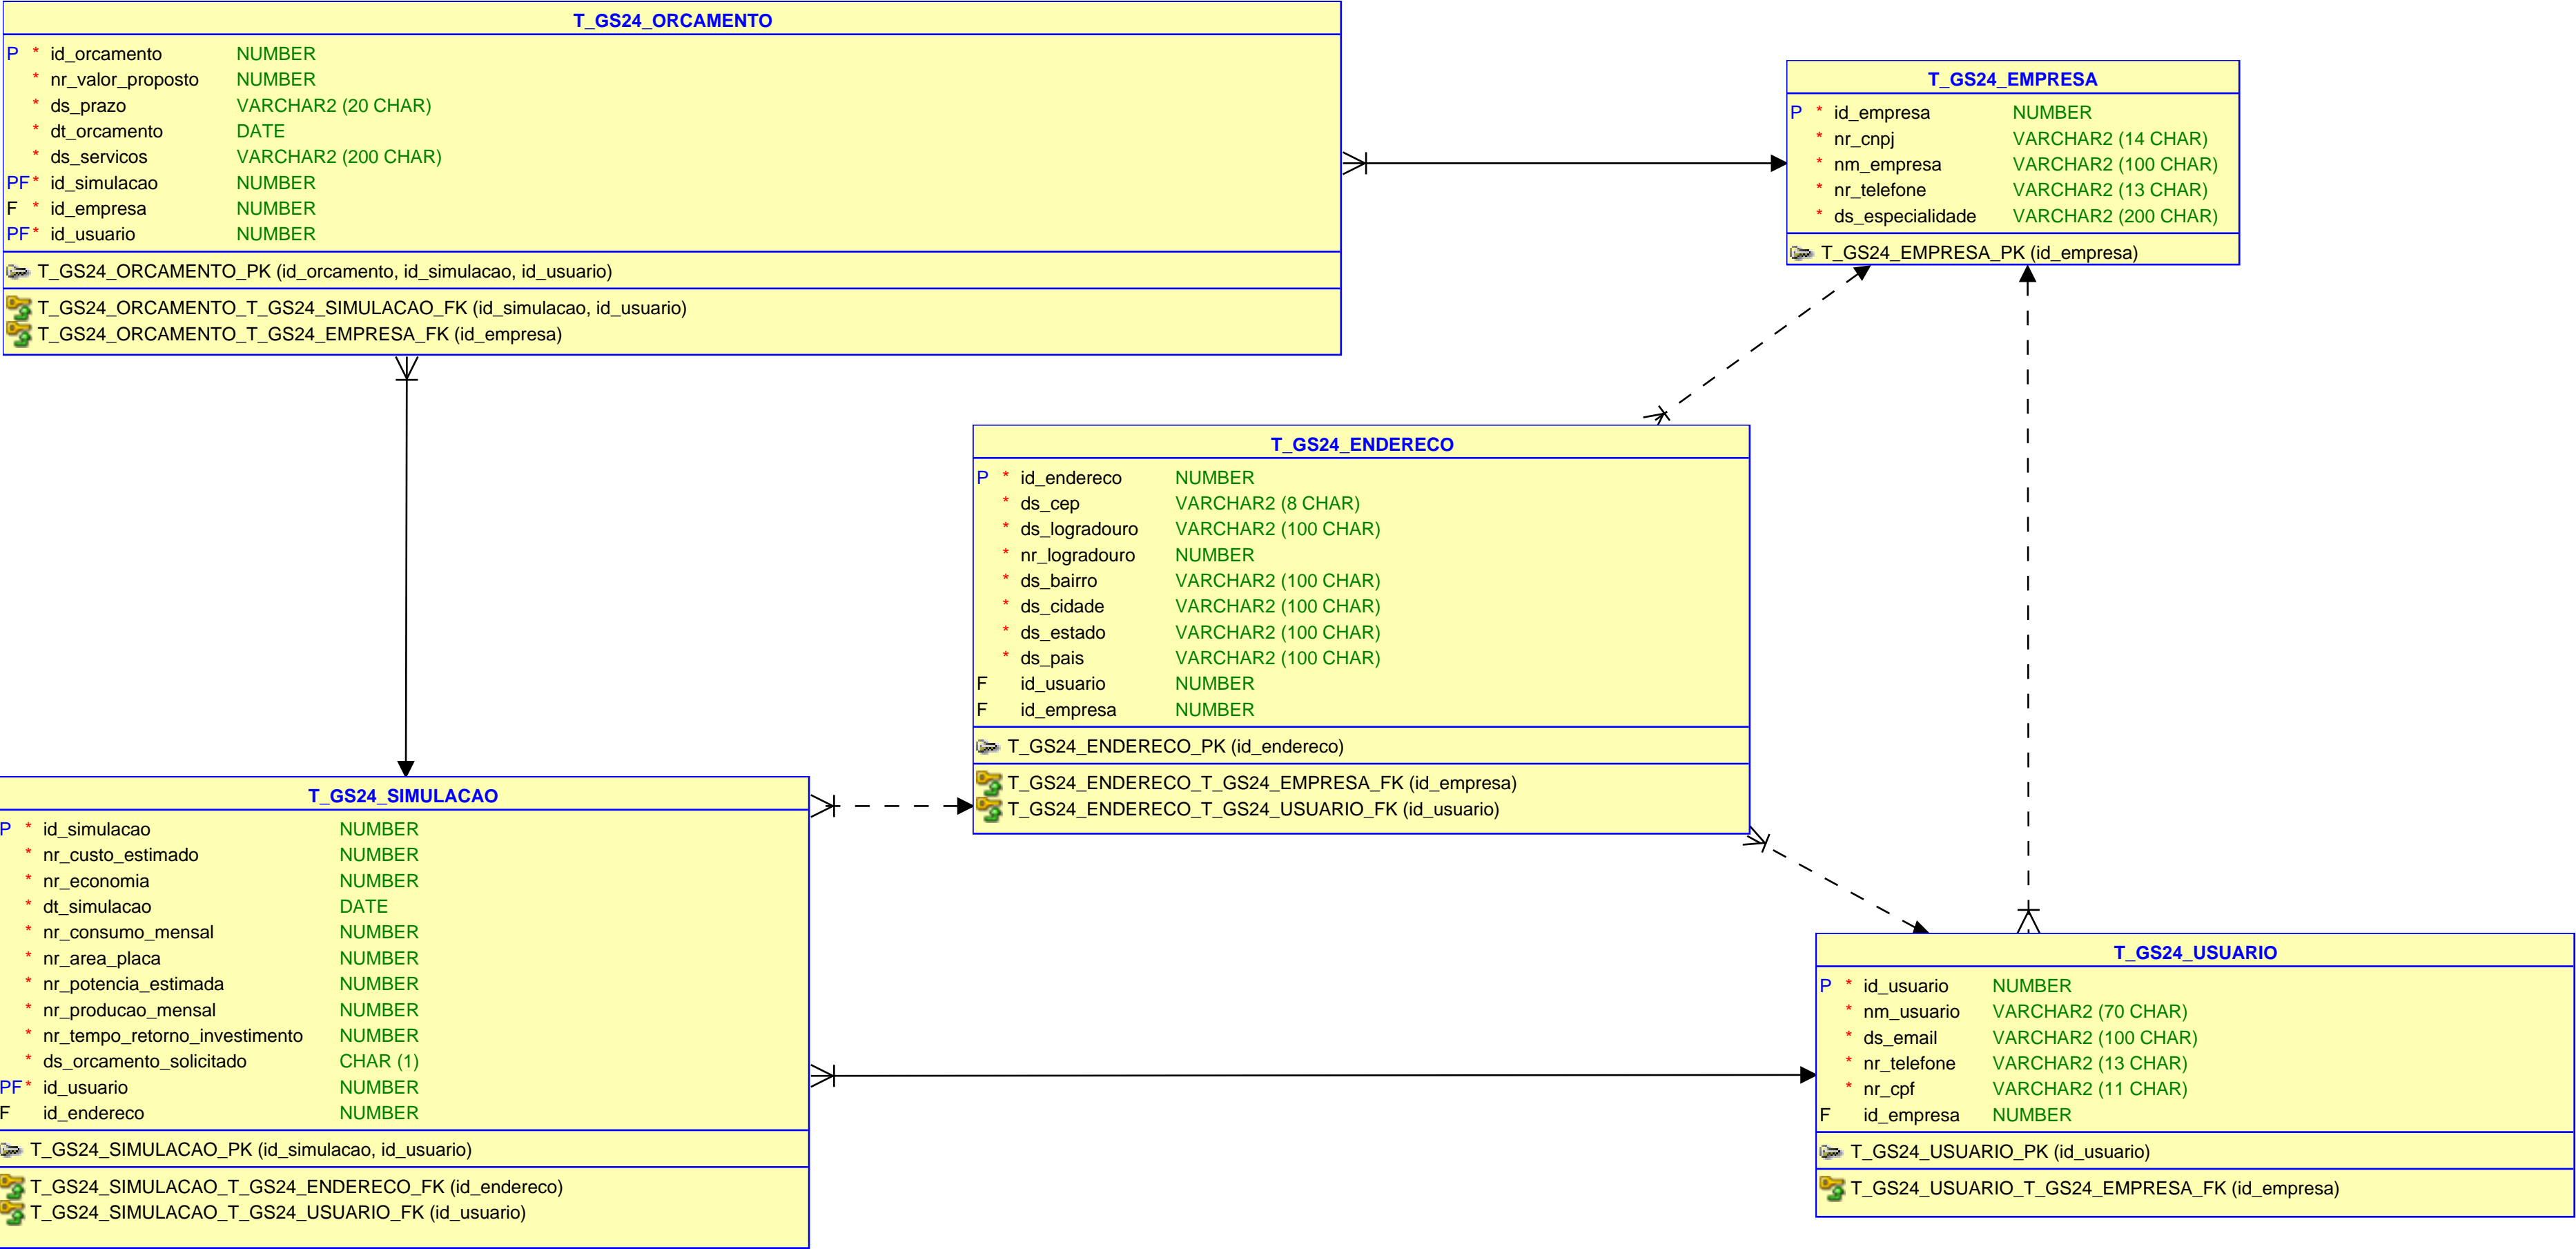 T_GS24_ORCAMENTO
P * id_orcamento NUMBER
* nr_valor_proposto NUMBER
* ds_prazo VARCHAR2 (20 CHAR)
* dt_orcamento DATE
* ds_servicos VARCHAR2 (200 CHAR)
PF * id_simulacao NUMBER
F * id_empresa NUMBER
PF * id_usuario NUMBER
T_GS24_ORCAMENTO_PK (id_orcamento, id_simulacao, id_usuario)
T_GS24_ORCAMENTO_T_GS24_SIMULACAO_FK (id_simulacao, id_usuario)
T_GS24_ORCAMENTO_T_GS24_EMPRESA_FK (id_empresa)
T_GS24_EMPRESA
P * id_empresa NUMBER
* nr_cnpj VARCHAR2 (14 CHAR)
* nm_empresa VARCHAR2 (100 CHAR)
* nr_telefone VARCHAR2 (13 CHAR)
* ds_especialidade VARCHAR2 (200 CHAR)
T_GS24_EMPRESA_PK (id_empresa)
T_GS24_ENDERECO
P * id_endereco NUMBER
* ds_cep VARCHAR2 (8 CHAR)
* ds_logradouro VARCHAR2 (100 CHAR)
* nr_logradouro NUMBER
* ds_bairro VARCHAR2 (100 CHAR)
* ds_cidade VARCHAR2 (100 CHAR)
* ds_estado VARCHAR2 (100 CHAR)
* ds_pais VARCHAR2 (100 CHAR)
F id_usuario NUMBER
F id_empresa NUMBER
T_GS24_ENDERECO_PK (id_endereco)
T_GS24_ENDERECO_T_GS24_EMPRESA_FK (id_empresa)
T_GS24_ENDERECO_T_GS24_USUARIO_FK (id_usuario)
T_GS24_SIMULACAO
P * id_simulacao NUMBER
* nr_custo_estimado NUMBER
* nr_economia NUMBER
* dt_simulacao DATE
* nr_consumo_mensal NUMBER
* nr_area_placa NUMBER
* nr_potencia_estimada NUMBER
* nr_producao_mensal NUMBER
* nr_tempo_retorno_investimento NUMBER
* ds_orcamento_solicitado CHAR (1)
PF * id_usuario NUMBER
F id_endereco NUMBER
T_GS24_SIMULACAO_PK (id_simulacao, id_usuario)
T_GS24_SIMULACAO_T_GS24_ENDERECO_FK (id_endereco)
T_GS24_SIMULACAO_T_GS24_USUARIO_FK (id_usuario)
T_GS24_USUARIO
P * id_usuario NUMBER
* nm_usuario VARCHAR2 (70 CHAR)
* ds_email VARCHAR2 (100 CHAR)
* nr_telefone VARCHAR2 (13 CHAR)
* nr_cpf VARCHAR2 (11 CHAR)
F id_empresa NUMBER
T_GS24_USUARIO_PK (id_usuario)
T_GS24_USUARIO_T_GS24_EMPRESA_FK (id_empresa)